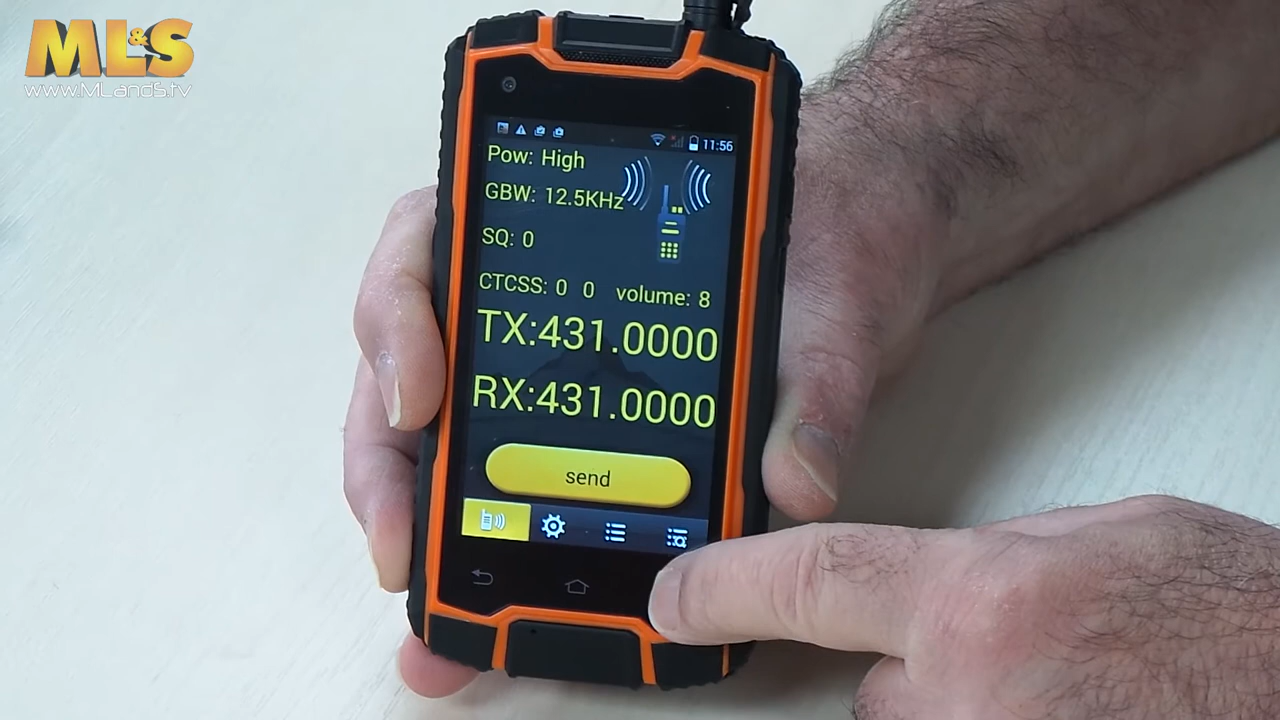 ML&S
www.MLandS.tv
11:56
Pow: High
GBW: 12.5KHz
SQ: 0
CTCSS: 0 0 volume: 8
TX:431.0000
RX:431.0000
send